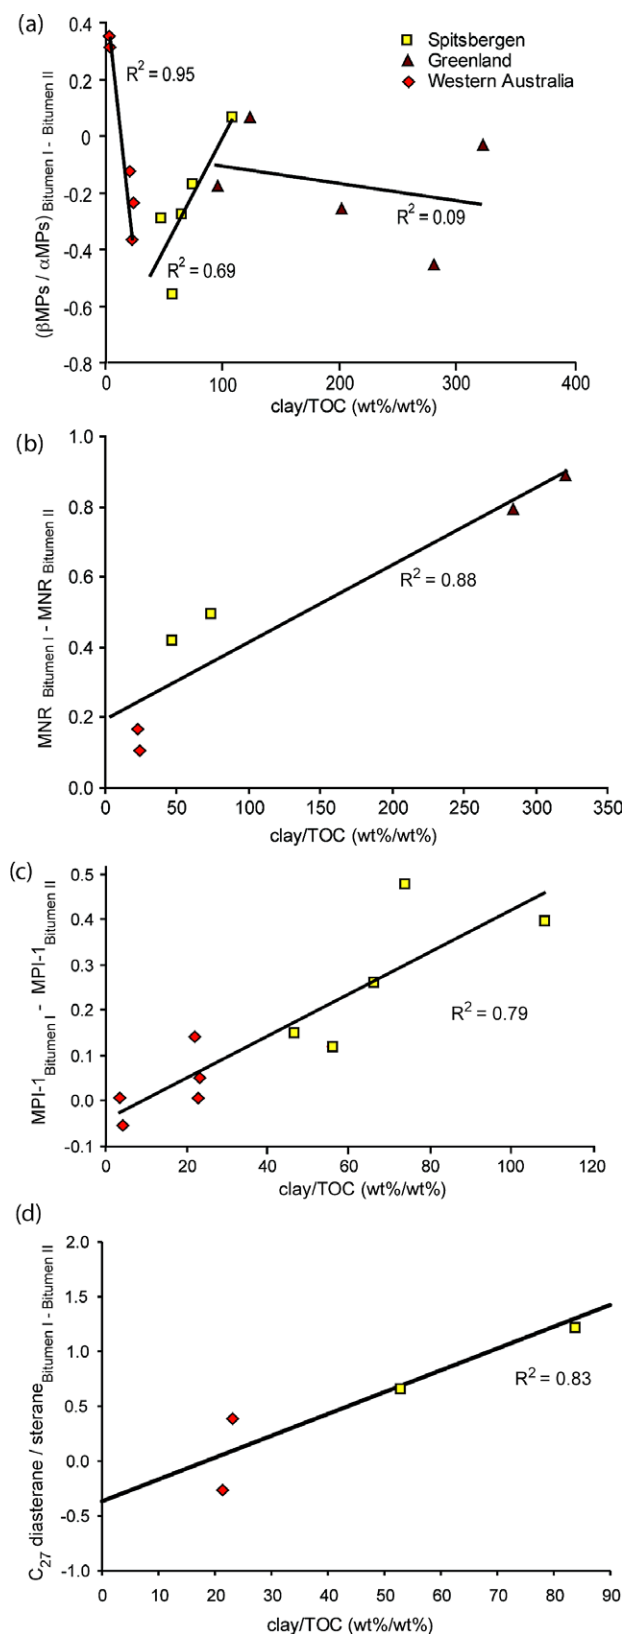 (a)
0.4
0.2
0
-0.2
-0.4
-0.6
-0.8
(βMPs / αMPs) Bitumen I - Bitumen II
Spitsbergen
Greenland
Western Australia
R² = 0.95
R² = 0.09
R² = 0.69
0 100 200 300 400
clay/TOC (wt%/wt%)
(b)
1.0
0.8
0.6
0.4
0.2
0.0
MNR Bitumen I - MNR Bitumen II
R² = 0.88
0 50 100 150 200 250 300 350
clay/TOC (wt%/wt%)
(c)
0.5
0.4
0.3
0.2
0.1
0.0
-0.1
MPI-1Bitumen I - MPI-1Bitumen II
R² = 0.79
0 20 40 60 80 100 120
clay/TOC (wt%/wt%)
(d)
2.0
1.5
1.0
0.5
0.0
-0.5
-1.0
C27 diasterane / steraneBitumen I - Bitumen II
R² = 0.83
0 10 20 30 40 50 60 70 80 90
clay/TOC (wt%/wt%)